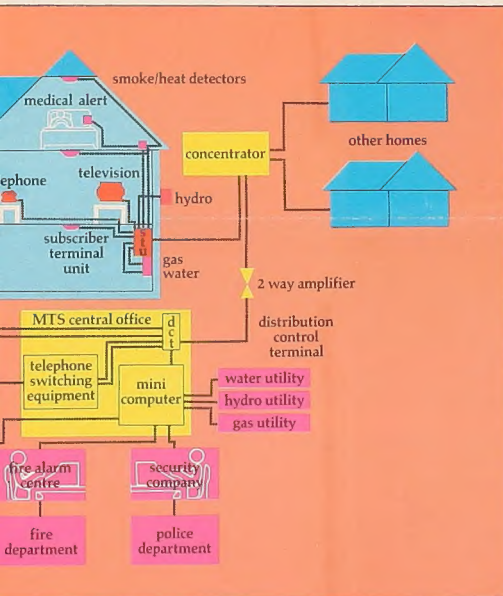 smoke/heat detectors
medical alert
other homes
concentrator
television
ephone
hydro
subscriber
terminal
unit
stu
gas
water
2 way amplifier
distribution
control
terminal
MTS central office
dct
telephone
switching
equipment
mini
computer
water utility
hydro utility
gas utility
fire alarm
centre
security
company
fire
department
police
department